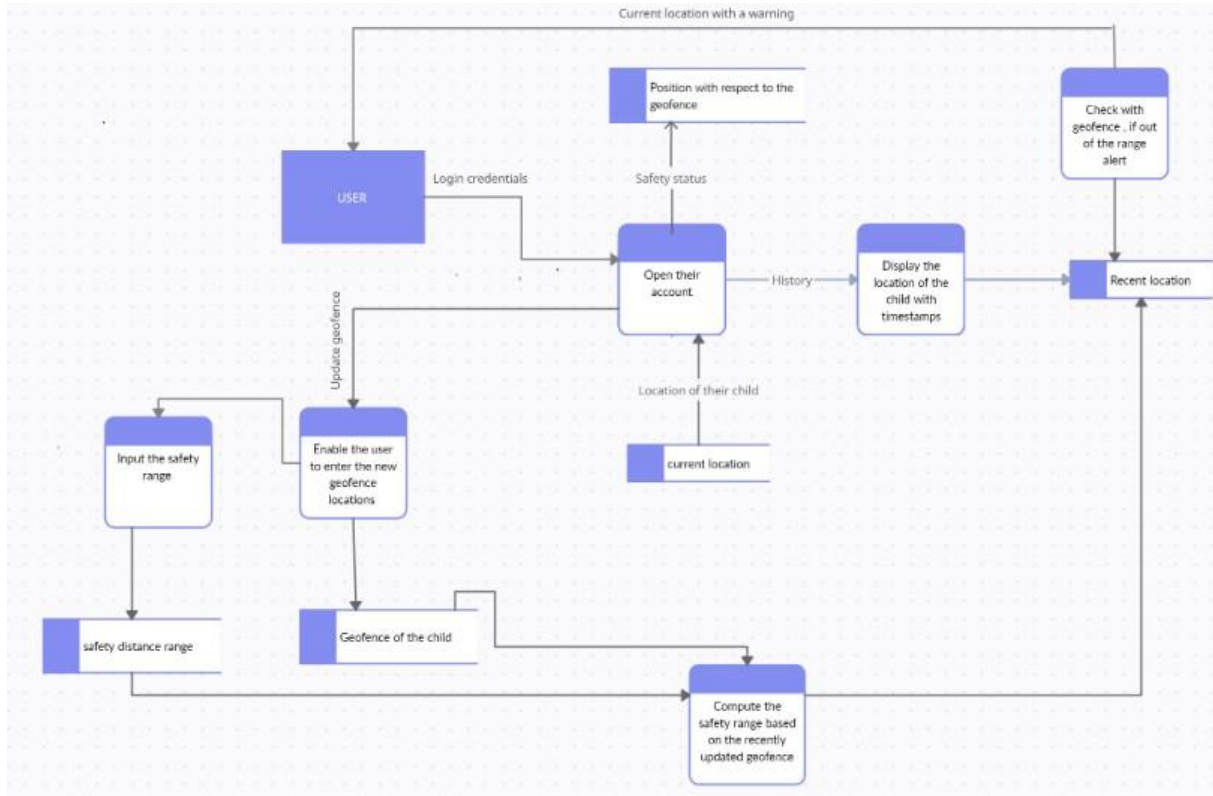 Current location with a warning
Position with respect to the
geofence
Check with
geofence , if out
of the range
alert
USER
Login credentials
Safety status
Open their
account
History
Display the
location of the
child with
timestamps
Recent location
Update geofence
Location of their child
current location
Input the safety
range
Enable the user
to enter the new
geofence
locations
safety distance range
Geofence of the child
Compute the
safety range based
on the recently
updated geofence